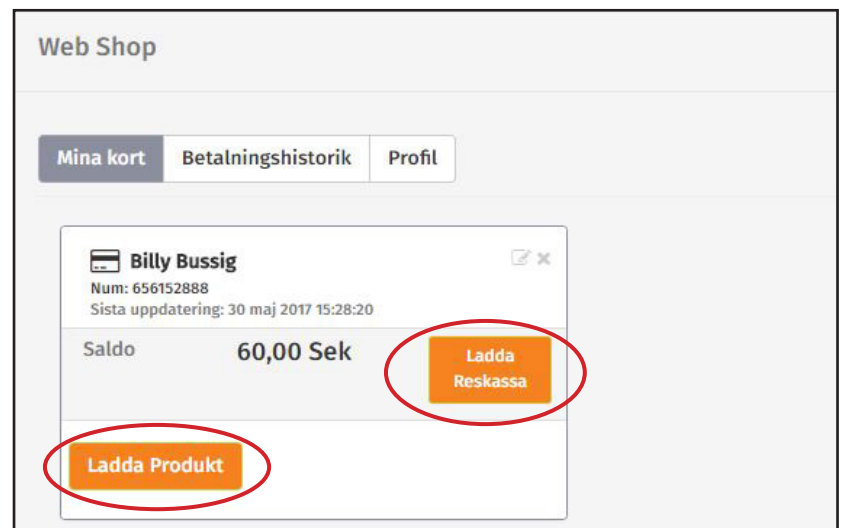 Web Shop
Mina kort Betalningshistorik Profil
Billy Bussig
Num: 656152888
Sista uppdatering: 30 maj 2017 15:28:20
Saldo 60,00 Sek
Ladda
Reskassa
Ladda Produkt